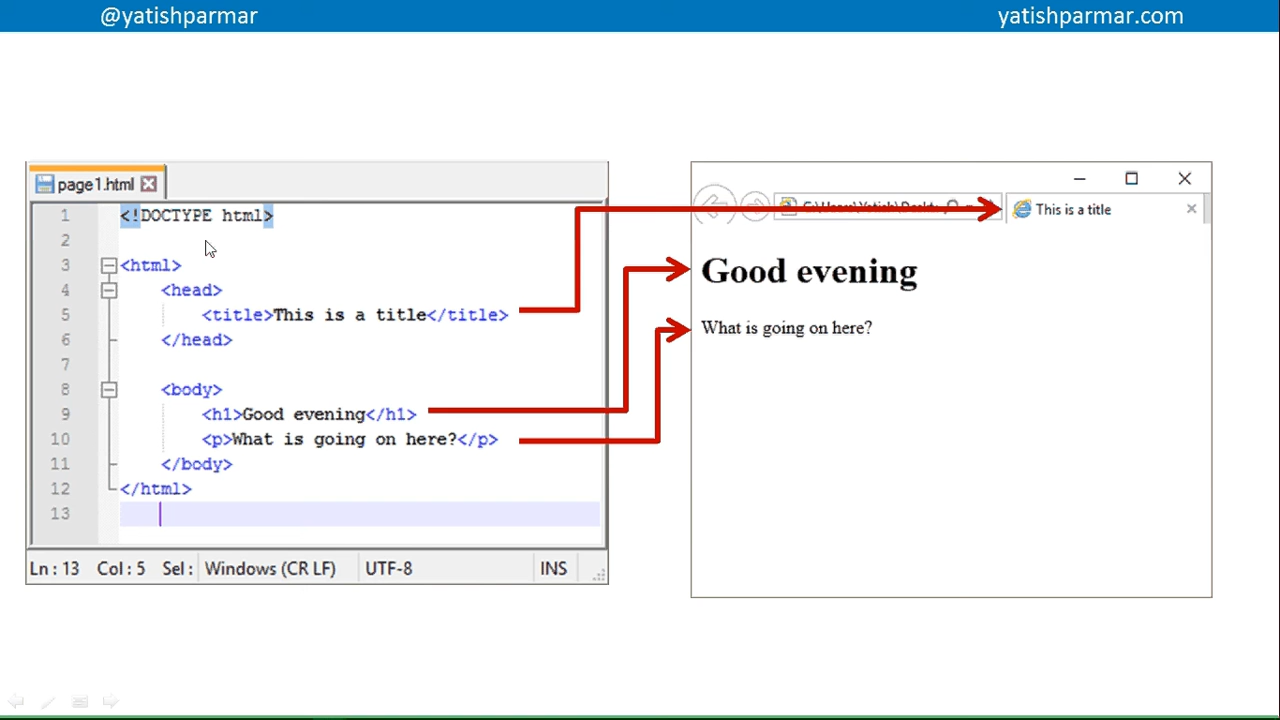 @yatishparmar
yatishparmar.com
page1.html
1 <!DOCTYPE html>
2
3 <html>
4 <head>
5 <title>This is a title</title>
6 </head>
7
8 <body>
9 <h1>Good evening</h1>
10 <p>What is going on here?</p>
11 </body>
12 </html>
13
Ln : 13 Col : 5 Sel : Windows (CR LF) UTF-8 INS
This is a title
Good evening
What is going on here?